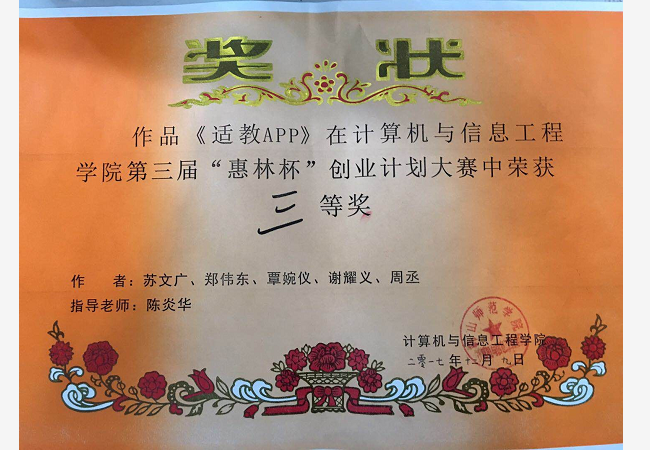 奖 状
作品《适教APP》在计算机与信息工程
学院第三届“惠林杯”创业计划大赛中荣获
三等奖
作 者：苏文广、郑伟东、覃婉仪、谢耀义、周丞
指导老师：陈炎华
山师范学院
计算机与信息工程学院
二零一七年十二月九日